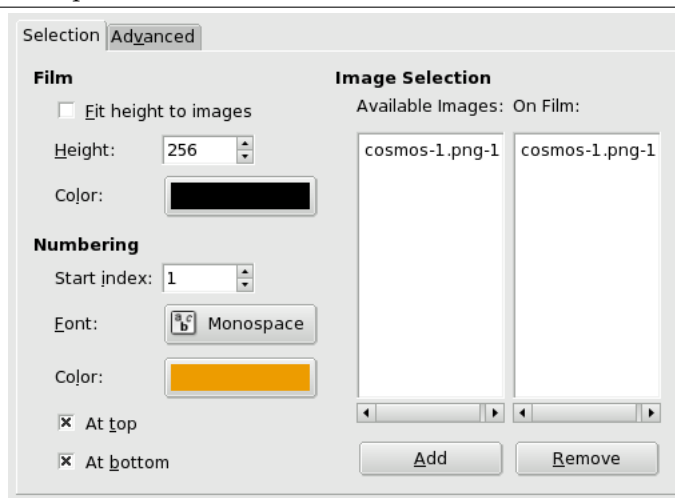 Selection Advanced
Film
Fit height to images
Height: 256
Color:
Numbering
Start index: 1
Font: Monospace
Color:
At top
At bottom
Image Selection
Available Images: On Film:
cosmos-1.png-1 cosmos-1.png-1
Add Remove